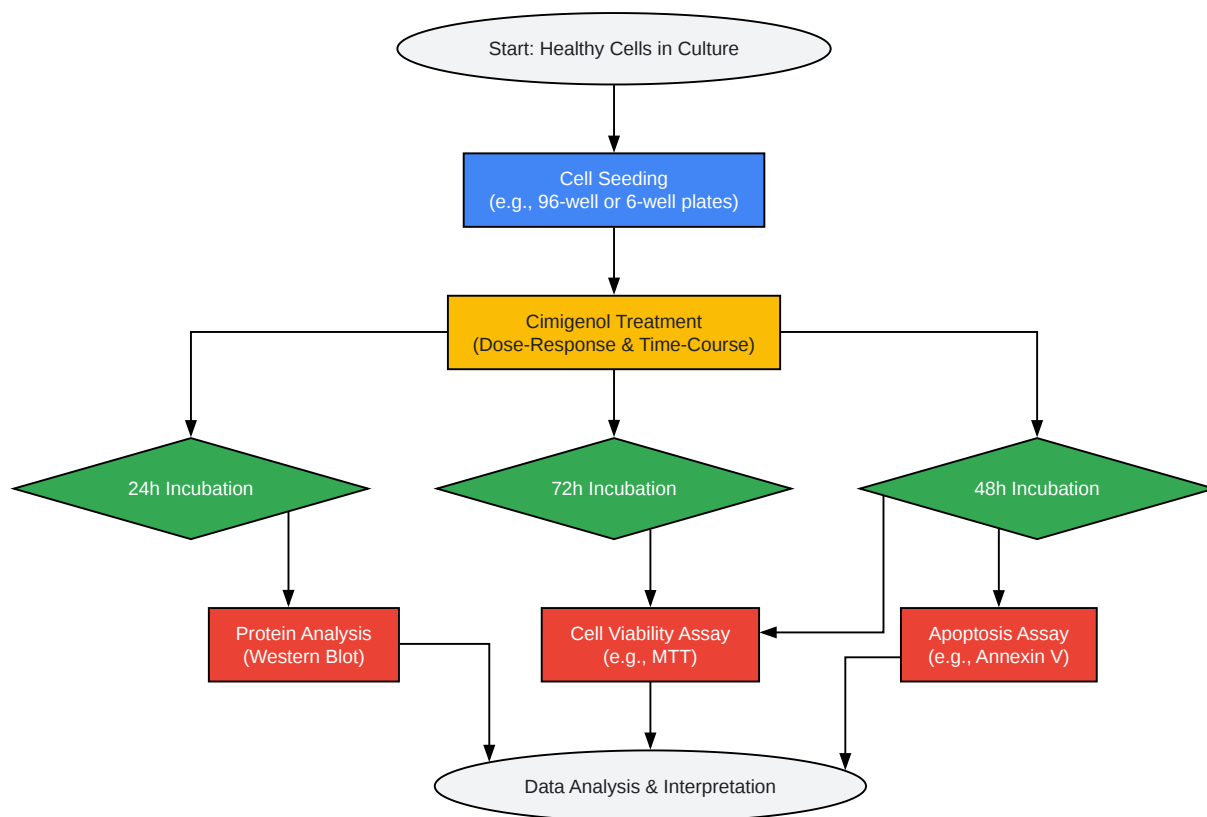 Start: Healthy Cells in Culture
Cell Seeding
(e.g., 96-well or 6-well plates)
Cimigenol Treatment
(Dose-Response & Time-Course)
24h Incubation
72h Incubation
48h Incubation
Protein Analysis
(Western Blot)
Cell Viability Assay
(e.g., MTT)
Apoptosis Assay
(e.g., Annexin V)
Data Analysis & Interpretation